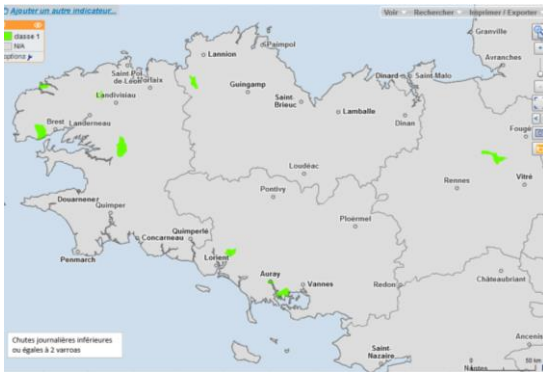 Ajouter un autre indicateur...
Voir Rechercher Imprimer / Exporter
classe 1
N/A
options
Granville
Avranches
Paimpol
Lannion
Saint Pol
de Léon
Morlaix
Landivisiau
Guingamp
Saint
Brieuc
Dinard
Saint Malo
Lamballe
Dinan
Brest
Landerneau
Fougè
Loudéac
Rennes
Vitré
Pontivy
Douarnenez
Quimper
Ploërmel
Concarneau
Quimperlé
Penmarch
Lorient
Auray
Vannes
Redon
Châteaubriant
Chutes journalières inférieures
ou égales à 2 varroas
Saint
Nazaire
Ancenis
Nantes
0
50 km